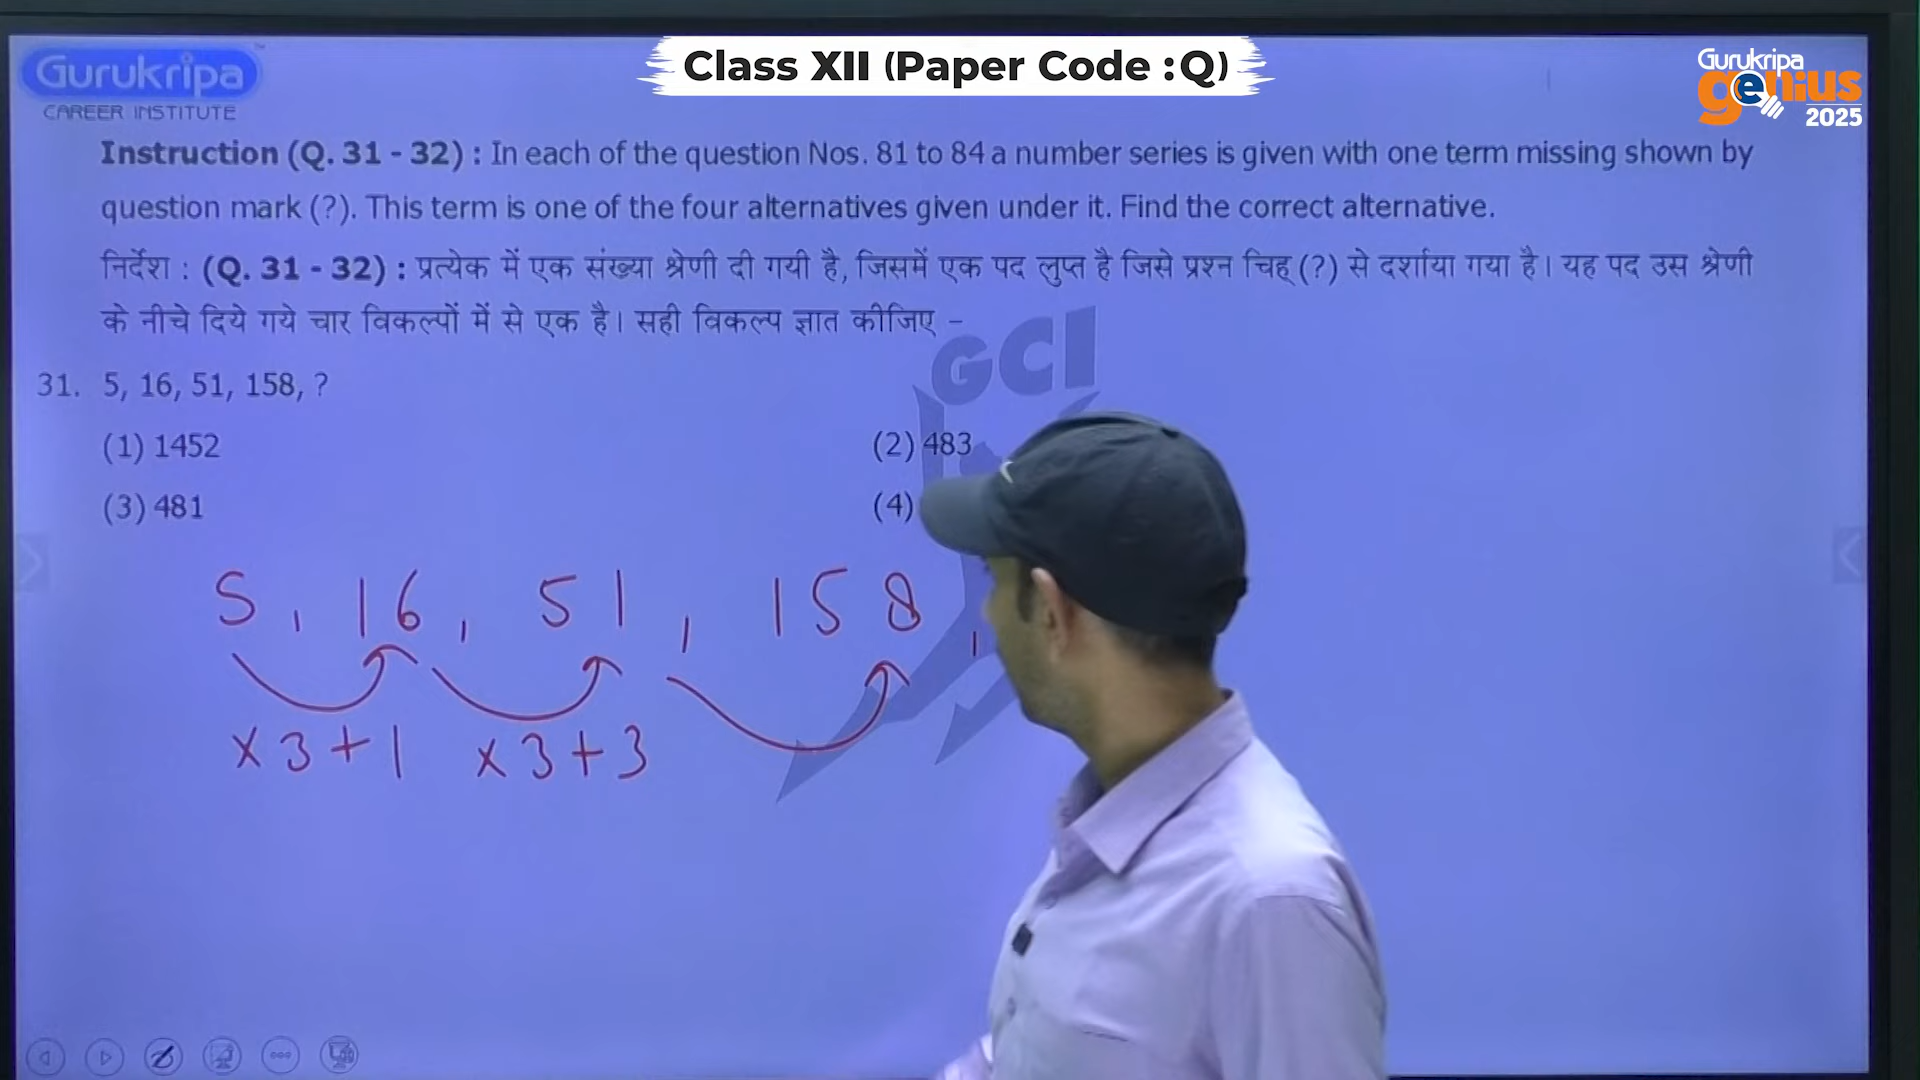 Class XII (Paper Code :Q)
Gurukripa
CAREER INSTITUTE
Gurukripa
genius
2025
Instruction (Q. 31 - 32) : In each of the question Nos. 81 to 84 a number series is given with one term missing shown by
question mark (?). This term is one of the four alternatives given under it. Find the correct alternative.
निर्देश : (Q. 31 - 32) : प्रत्येक में एक संख्या श्रेणी दी गयी है, जिसमें एक पद लुप्त है जिसे प्रश्न चिह् (?) से दर्शाया गया है। यह पद उस श्रेणी
के नीचे दिये गये चार विकल्पों में से एक है। सही विकल्प ज्ञात कीजिए –
GCI
31. 5, 16, 51, 158, ?
(1) 1452 (2) 483
(3) 481 (4)
5, 16, 51, 158,
×3+1 ×3+3